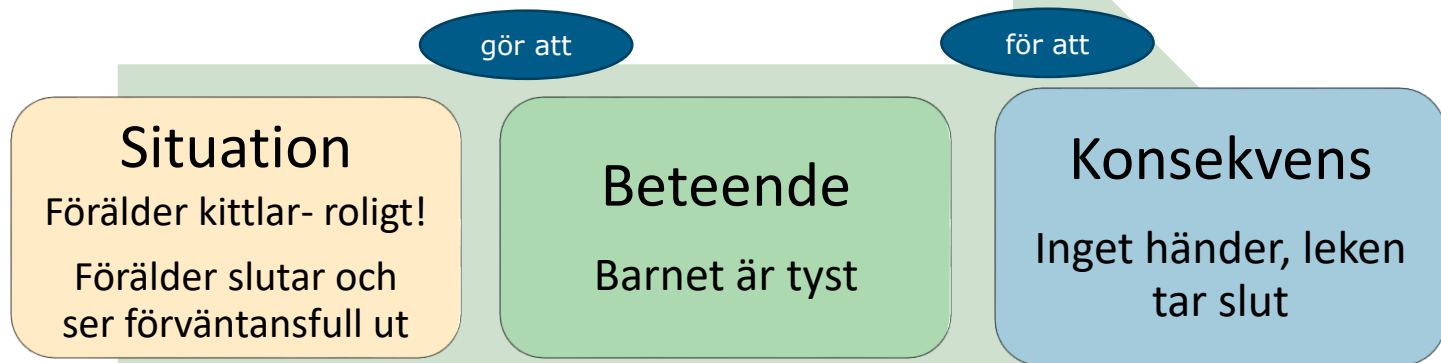 gör att
för att
Situation
Förälder kittlar- roligt!
Förälder slutar och
ser förväntansfull ut
Beteende
Barnet är tyst
Konsekvens
Inget händer, leken
tar slut